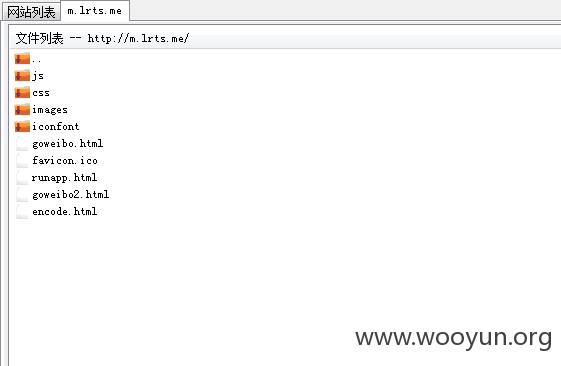 网站列表 m.lrts.me
文件列表 -- http://m.lrts.me/
..
js
css
images
iconfont
goweibo.html
favicon.ico
runapp.html
goweibo2.html
encode.html
www.wooyun.org